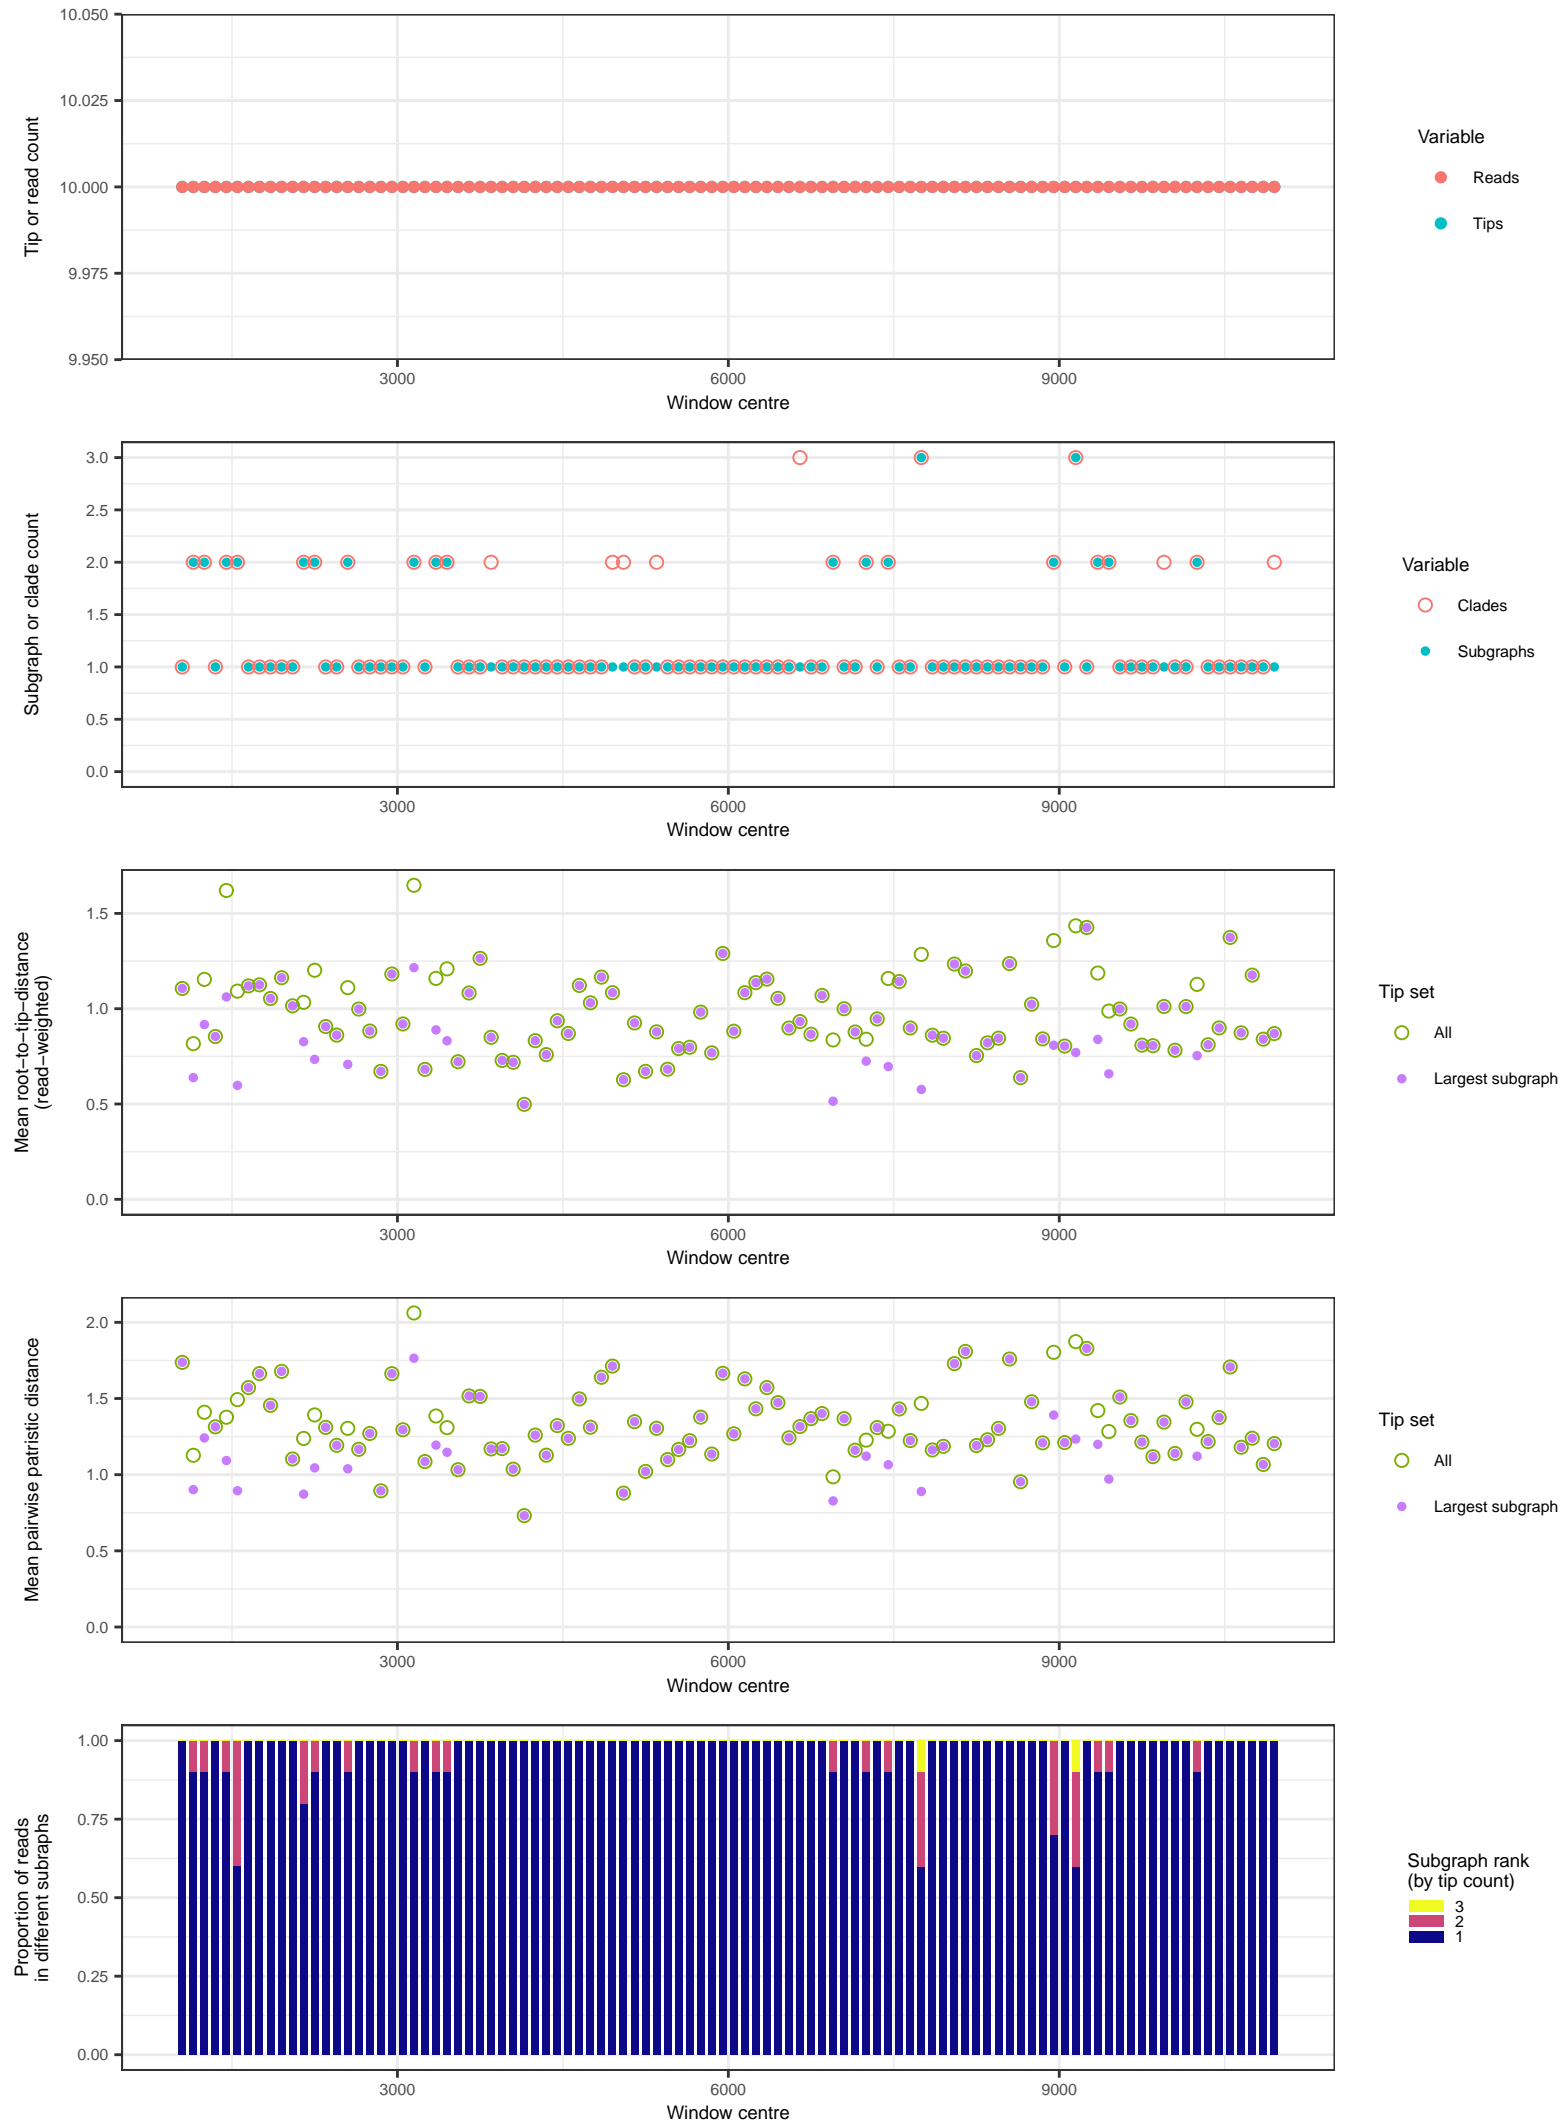 10.050
10.025
10.000
9.975
9.950
Tip or read count
3000
6000
9000
Window centre
Variable
Reads
Tips
3.0
2.5
2.0
1.5
1.0
0.5
0.0
Subgraph or clade count
3000
6000
9000
Window centre
Variable
Clades
Subgraphs
1.5
1.0
0.5
0.0
Mean root−to−tip−distance
(read−weighted)
3000
6000
9000
Window centre
Tip set
All
Largest subgraph
2.0
1.5
1.0
0.5
0.0
Mean pairwise patristic distance
3000
6000
9000
Window centre
Tip set
All
Largest subgraph
1.00
0.75
0.50
0.25
0.00
Proportion of reads
in different subraphs
3000
6000
9000
Window centre
Subgraph rank
(by tip count)
3
2
1